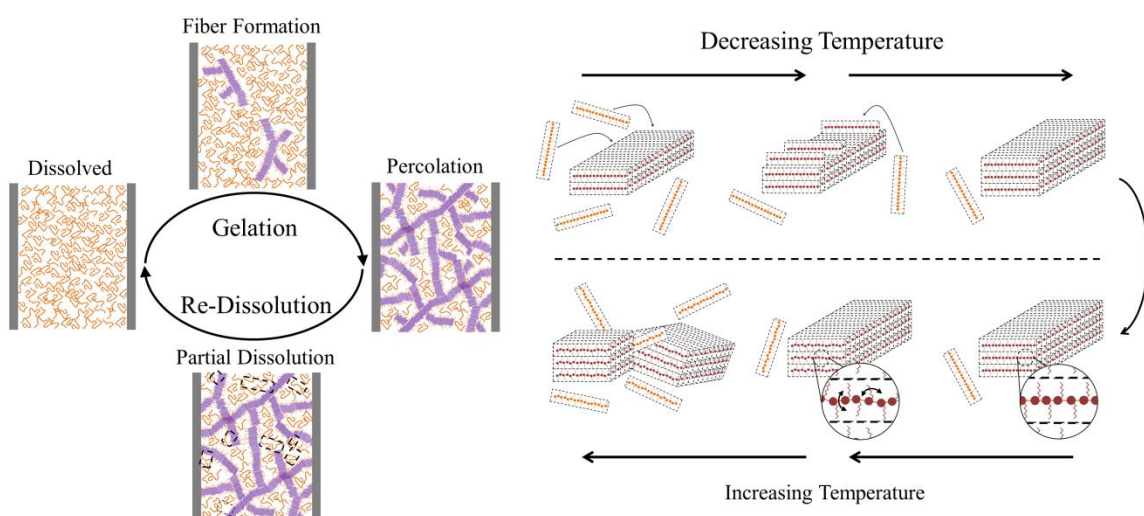 Fiber Formation
Dissolved
Percolation
Gelation
Re-Dissolution
Partial Dissolution
Decreasing Temperature
Increasing Temperature